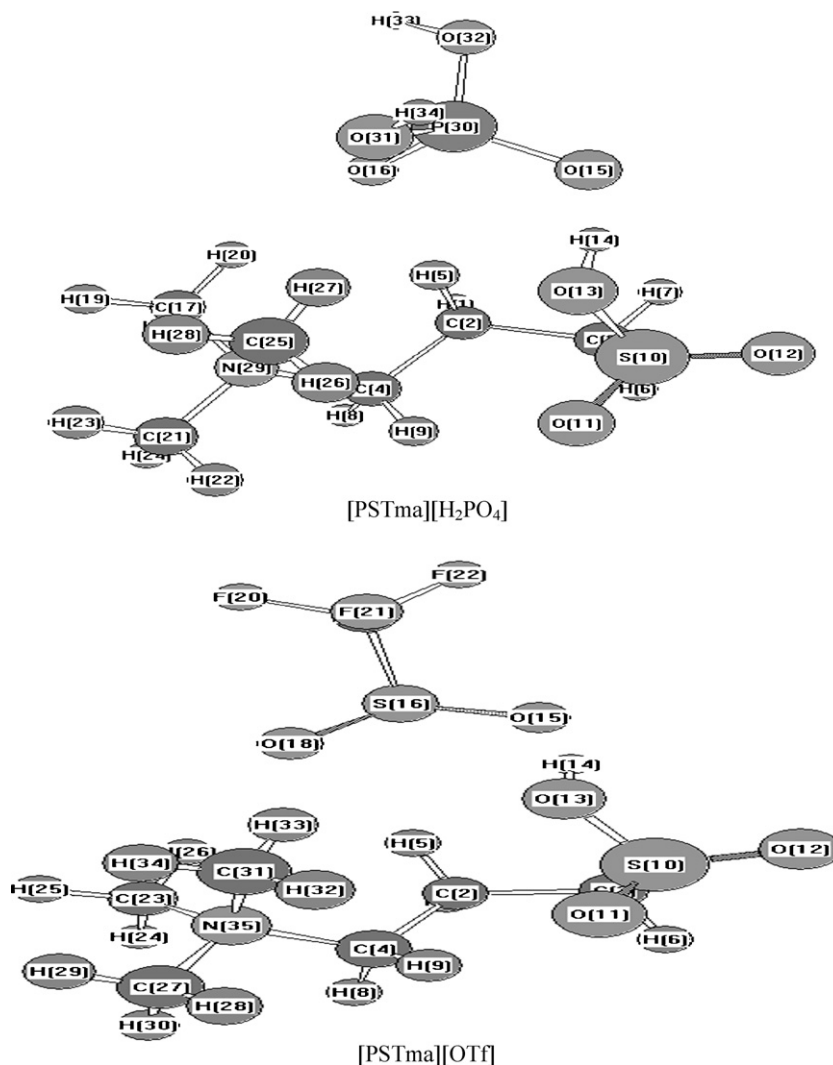 H(33)
O(32)
H(34)
P(30)
O(31)
O(16)
O(15)
H(20)
H(14)
H(5)
H(19)
C(17)
H(27)
O(13)
H(7)
H(1)
H(28)
C(25)
C(2)
S(10)
O(12)
N(29)
H(26)
C(4)
H(8)
H(6)
H(23)
C(21)
H(9)
O(11)
H(24)
H(22)
[PSTma][H₂PO₄]
F(22)
F(20)
F(21)
S(16)
O(15)
O(18)
H(14)
O(13)
H(33)
H(5)
H(26)
O(12)
H(34)
C(31)
S(10)
H(25)
H(32)
C(2)
C(23)
O(11)
N(35)
H(24)
C(4)
H(6)
H(29)
H(9)
C(27)
H(8)
H(28)
H(30)
[PSTma][OTf]